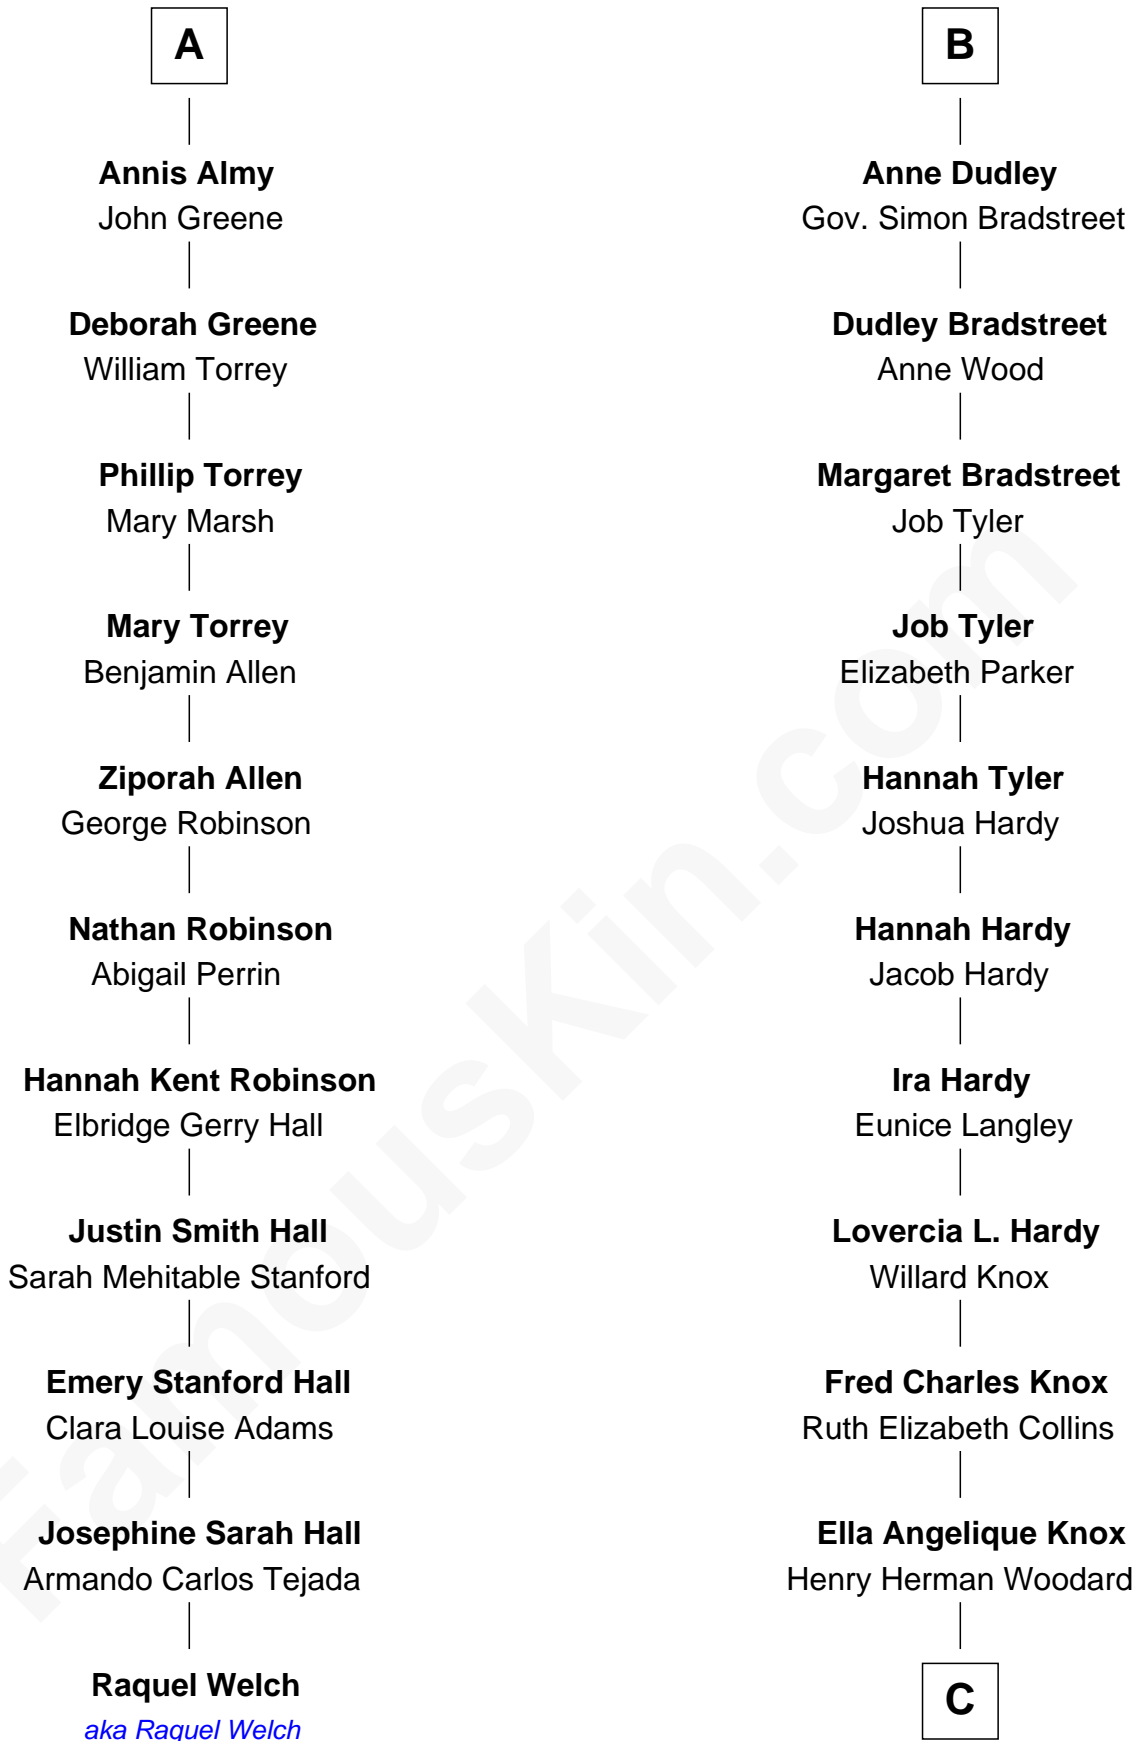 A
Annis Almy
John Greene
Deborah Greene
William Torrey
Phillip Torrey
Mary Marsh
Mary Torrey
Benjamin Allen
Ziporah Allen
George Robinson
Nathan Robinson
Abigail Perrin
Hannah Kent Robinson
Elbridge Gerry Hall
Justin Smith Hall
Sarah Mehitable Stanford
Emery Stanford Hall
Clara Louise Adams
Josephine Sarah Hall
Armando Carlos Tejada
Raquel Welch
aka Raquel Welch
B
Anne Dudley
Gov. Simon Bradstreet
Dudley Bradstreet
Anne Wood
Margaret Bradstreet
Job Tyler
Job Tyler
Elizabeth Parker
Hannah Tyler
Joshua Hardy
Hannah Hardy
Jacob Hardy
Ira Hardy
Eunice Langley
Lovercia L. Hardy
Willard Knox
Fred Charles Knox
Ruth Elizabeth Collins
Ella Angelique Knox
Henry Herman Woodard
C
FamousKin.com